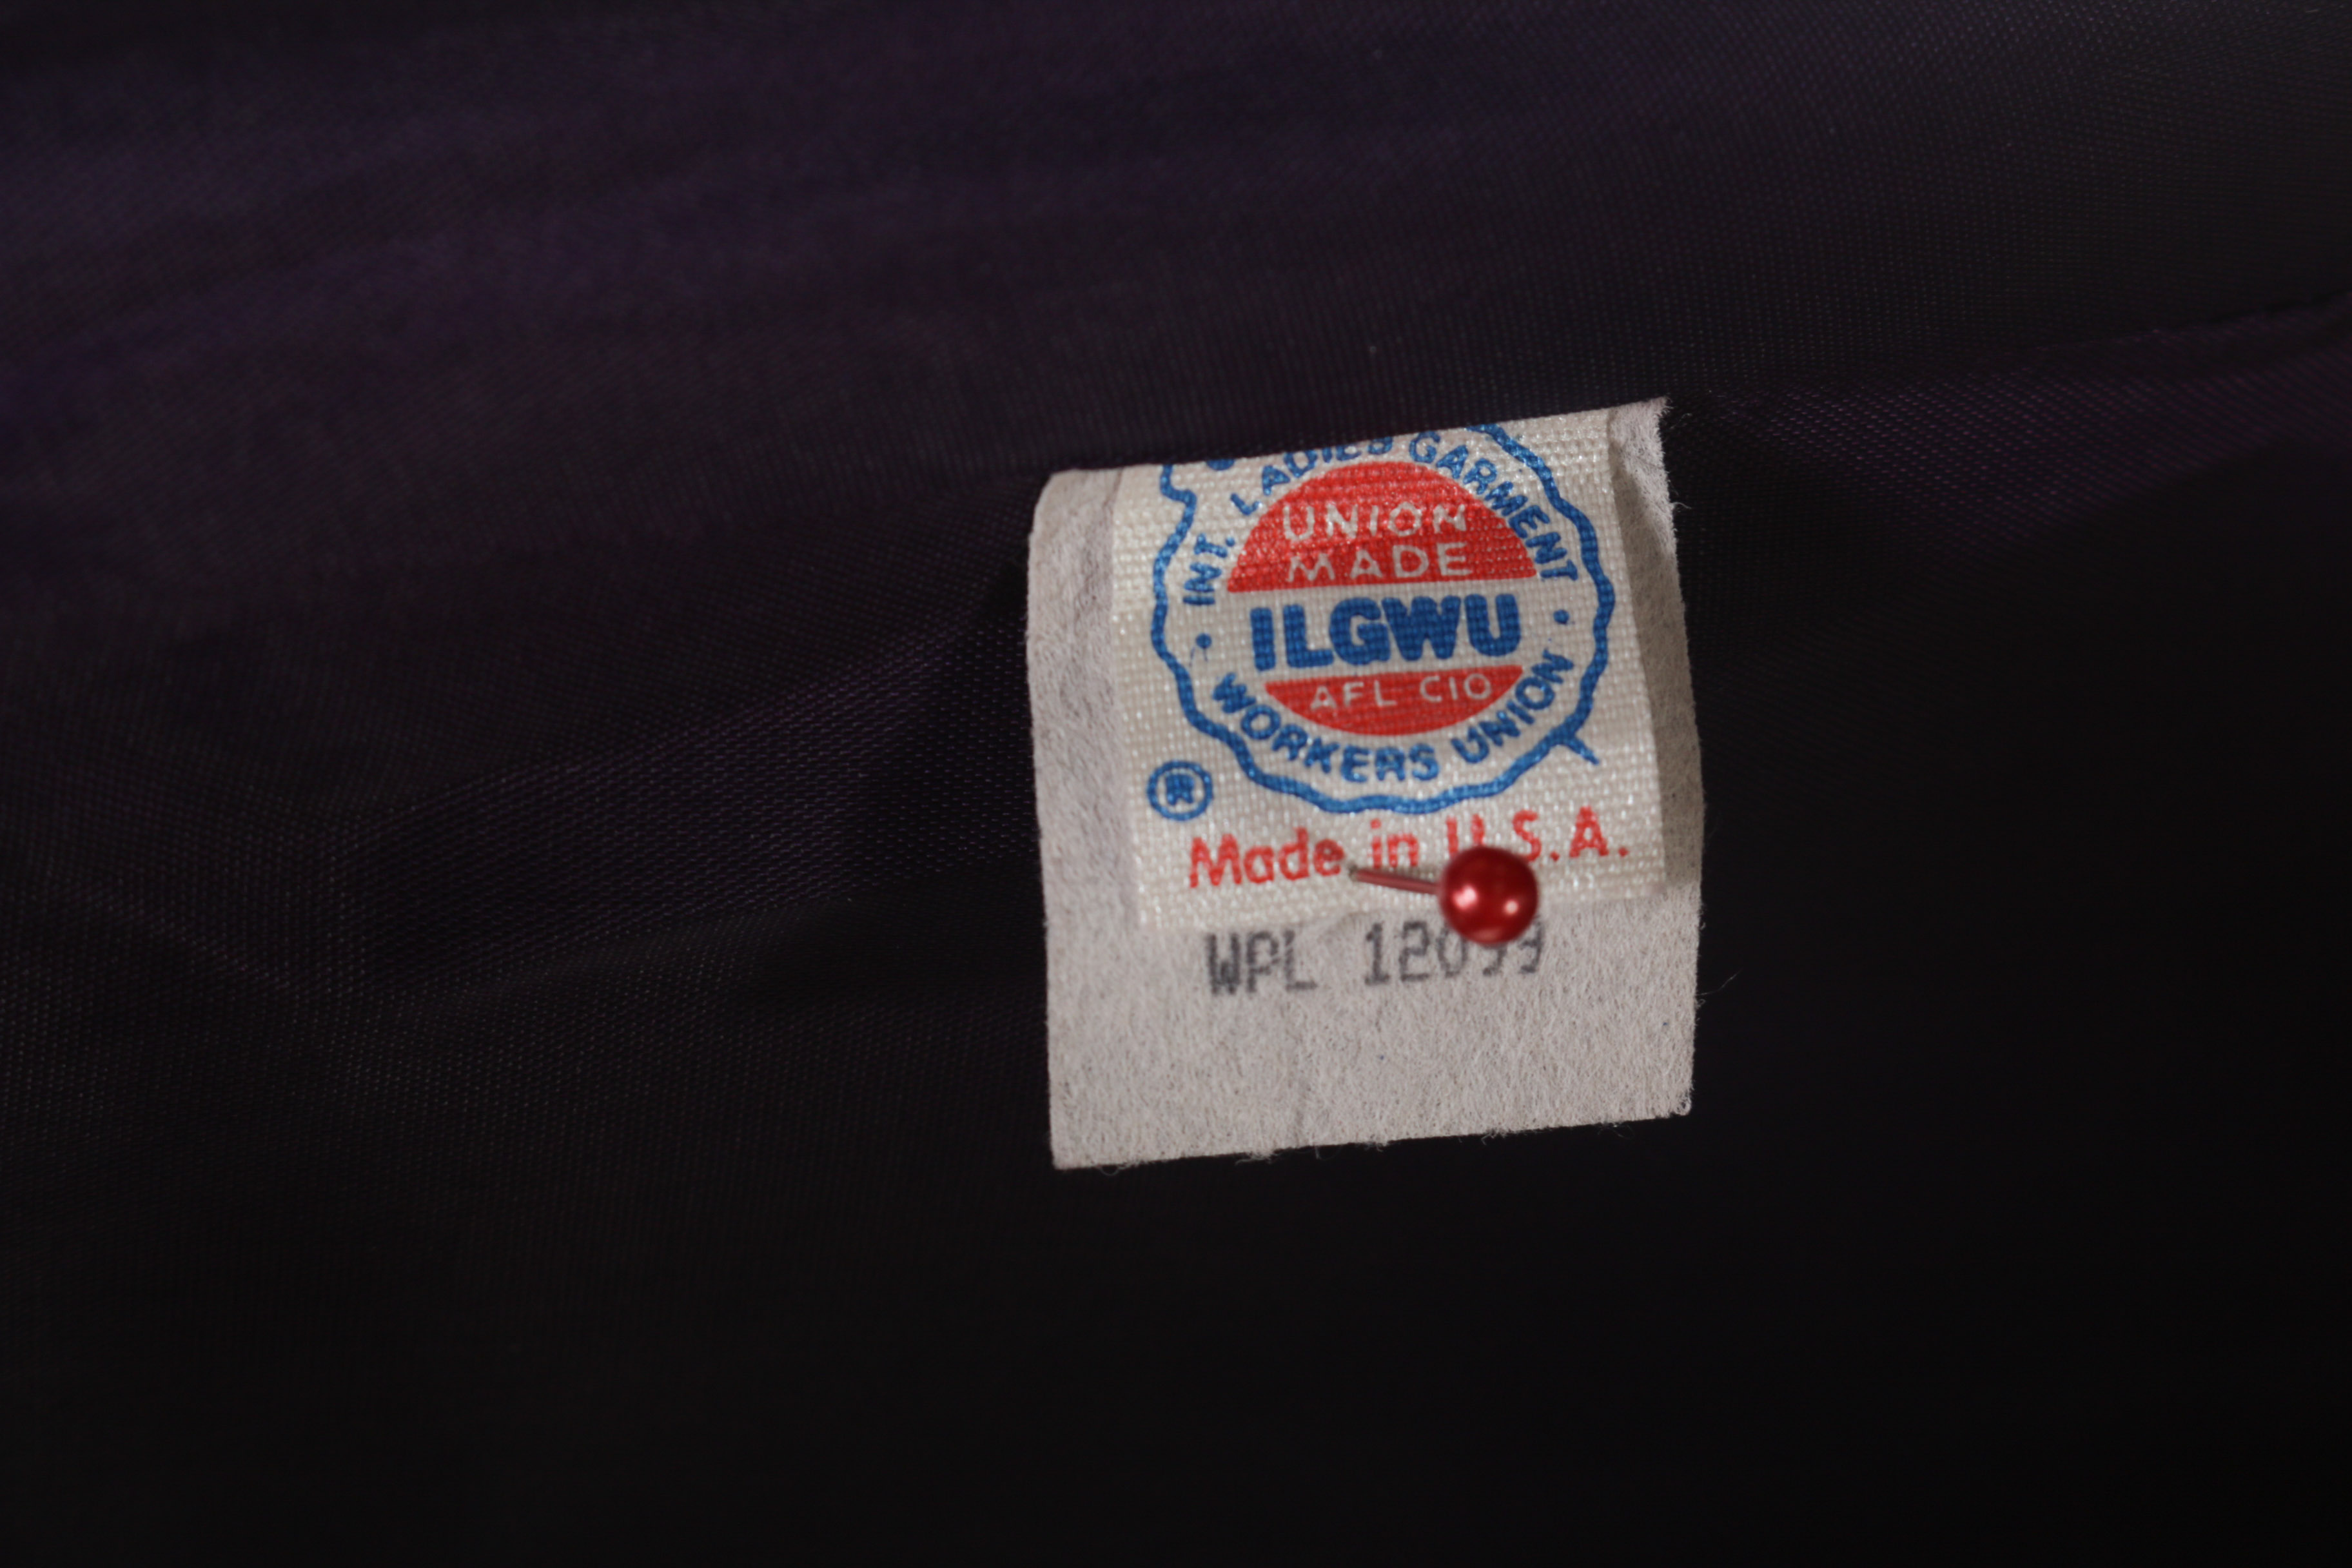 INT. LADIES GARMENT
UNION
MADE
ILGWU
AFL CIO
WORKERS UNION
®
Made in U.S.A.
WPL 12099